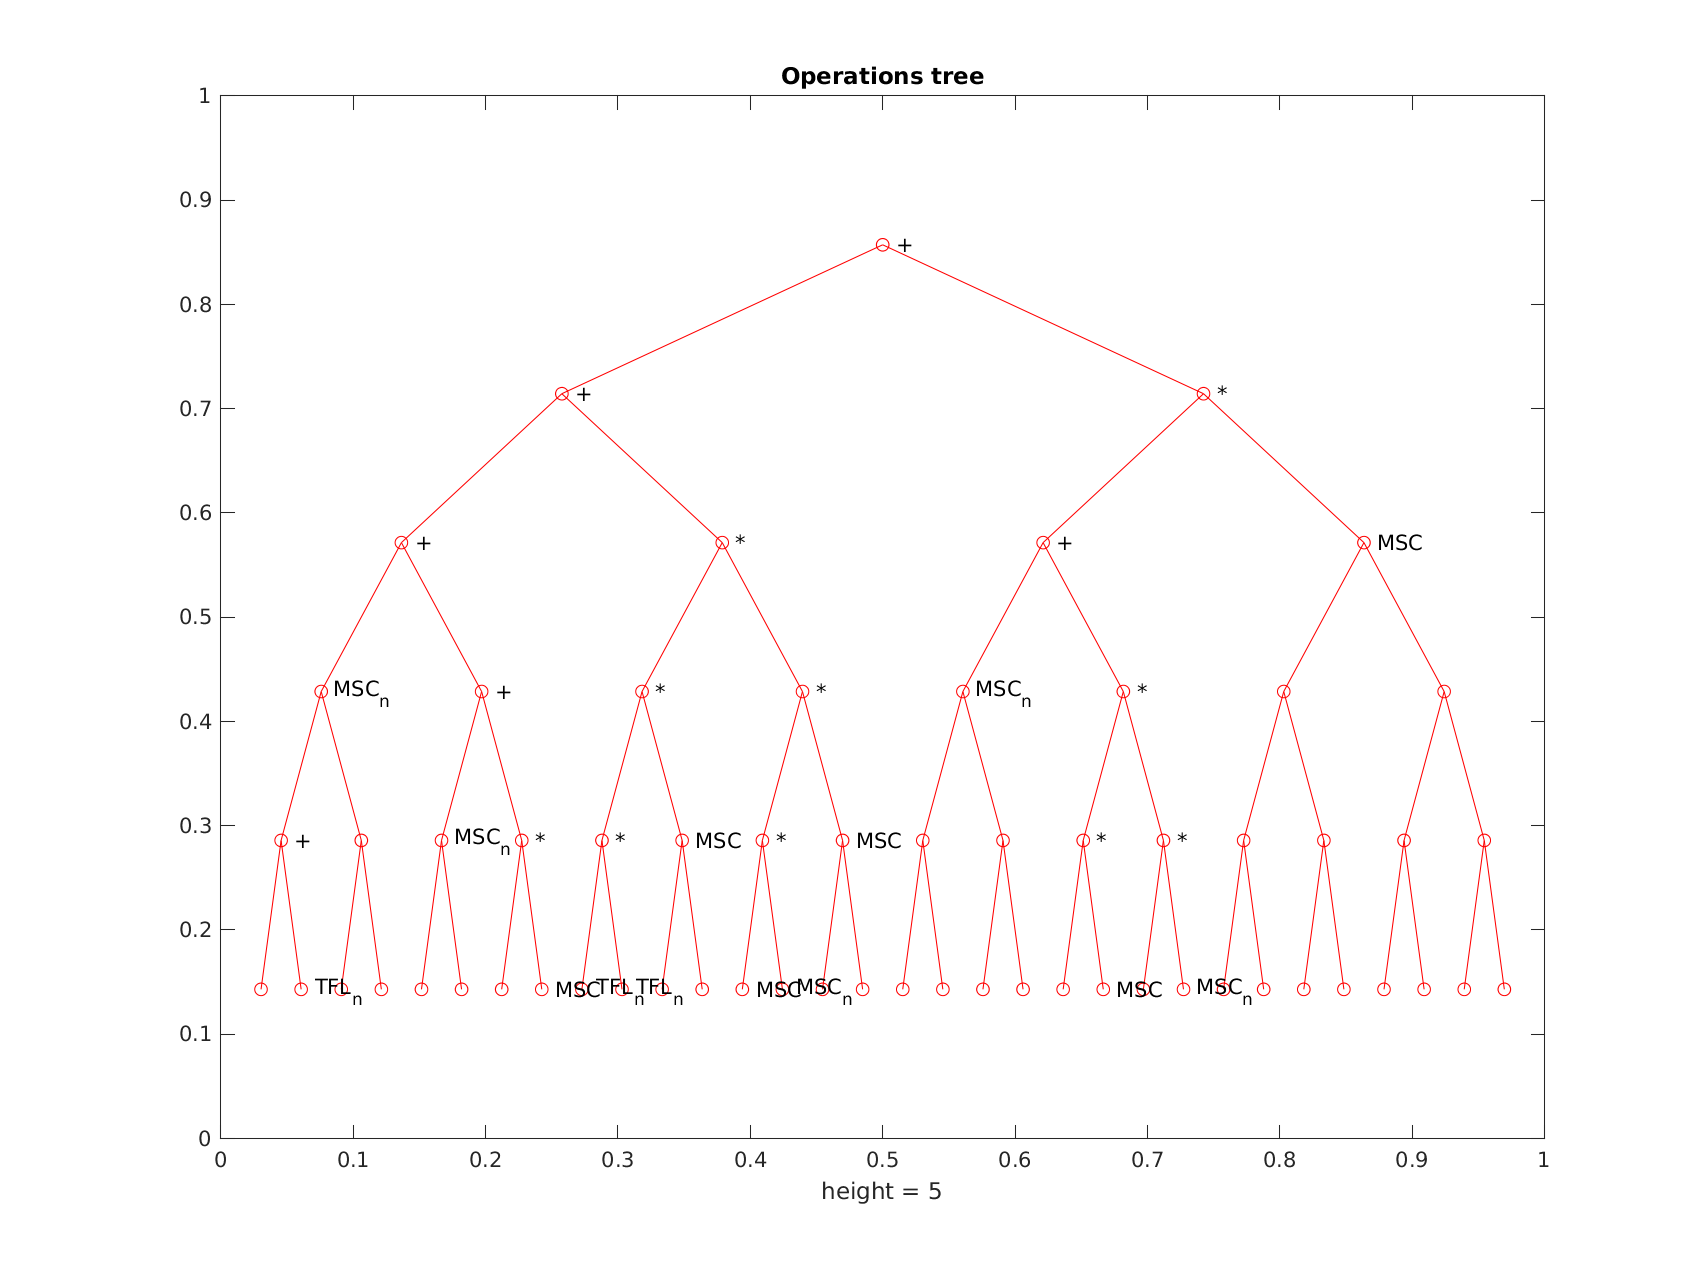 Operations tree
1
0.9
+
0.8
0.7
+ *
0.6
+ * + MSC
0.5
MSC_n + * * MSC_n *
0.4
0.3
+ MSC_n * * MSC * MSC * *
0.2
TFL_n MSC TFL_n TFL_n MSC MSC_n MSC MSC_n
0.1
0
0 0.1 0.2 0.3 0.4 0.5 0.6 0.7 0.8 0.9 1
height = 5